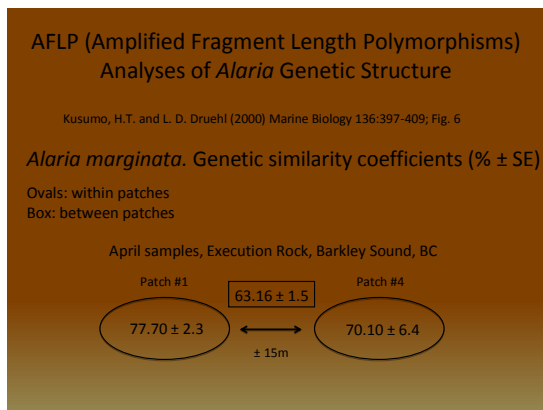 AFLP (Amplified Fragment Length Polymorphisms)
Analyses of Alaria Genetic Structure
Kusumo, H.T. and L. D. Druehl (2000) Marine Biology 136:397-409; Fig. 6
Alaria marginata. Genetic similarity coefficients (% ± SE)
Ovals: within patches
Box: between patches
April samples, Execution Rock, Barkley Sound, BC
Patch #1
Patch #4
63.16 ± 1.5
77.70 ± 2.3
70.10 ± 6.4
± 15m